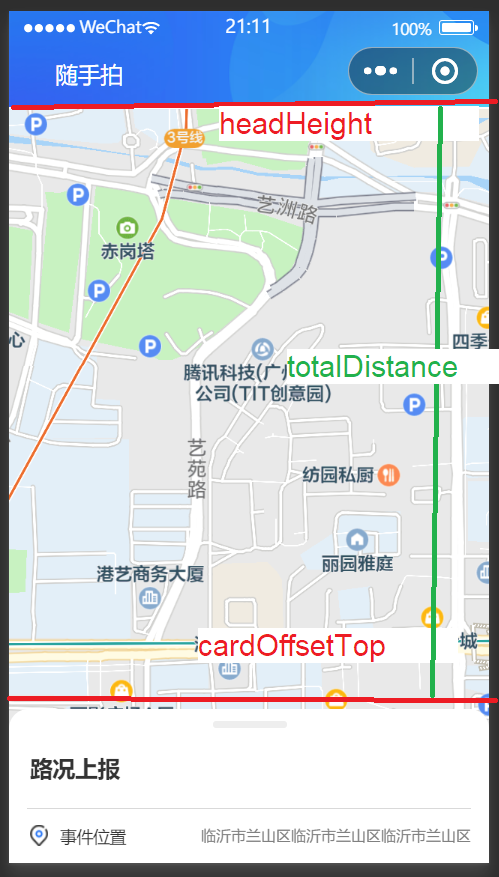 WeChat 21:11 100%
随手拍
headHeight
3号线
P
艺洲路
P
赤岗塔
P
P
四季
心
腾讯科技(广
totalDistance
公司(TIT创意园)
P
艺苑路
纺园私厨
丽园雅庭
港艺商务大厦
cardOffsetTop
城
路况上报
事件位置 临沂市兰山区临沂市兰山区临沂市兰山区